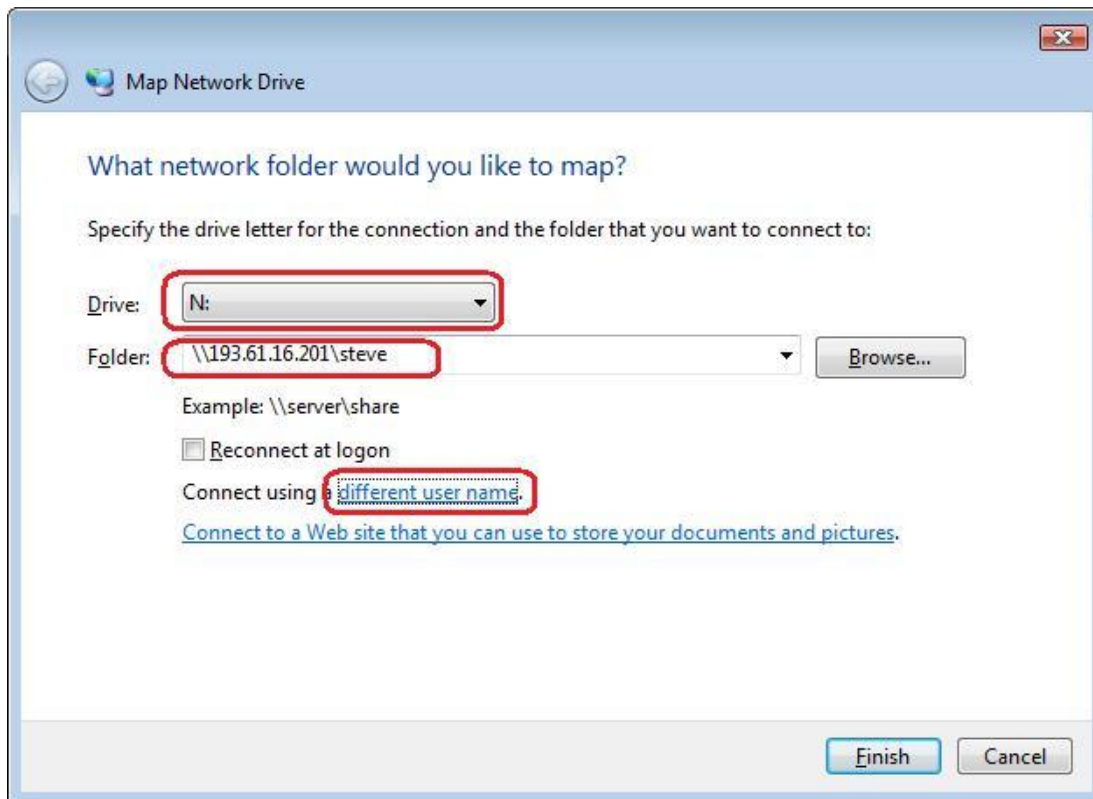 Map Network Drive
What network folder would you like to map?
Specify the drive letter for the connection and the folder that you want to connect to:
Drive: N:
Folder: \\193.61.16.201\steve Browse...
Example: \\server\share
Reconnect at logon
Connect using a different user name.
Connect to a Web site that you can use to store your documents and pictures.
Finish Cancel